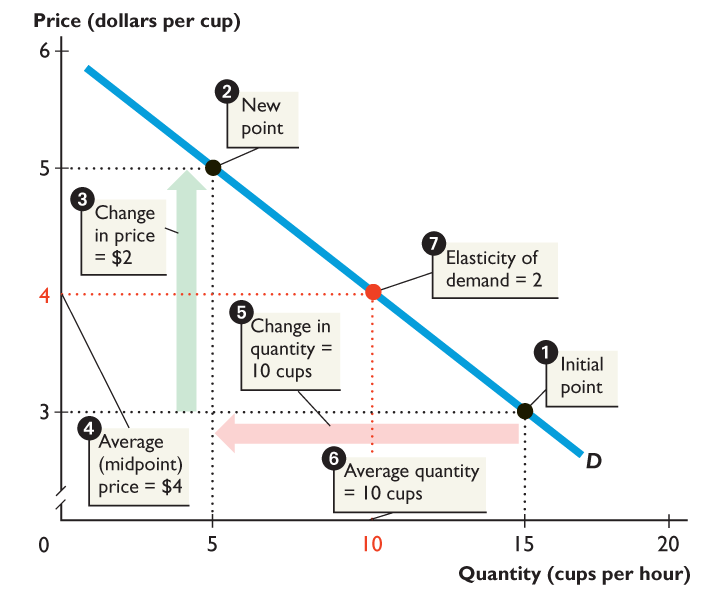 Price (dollars per cup)
6
2
New
point
5
3
Change
in price
= $2
7
Elasticity of
demand = 2
4
5
Change in
quantity =
10 cups
1
Initial
point
3
4
Average
(midpoint)
price = $4
6
Average quantity
= 10 cups
D
0
5
10
15
20
Quantity (cups per hour)